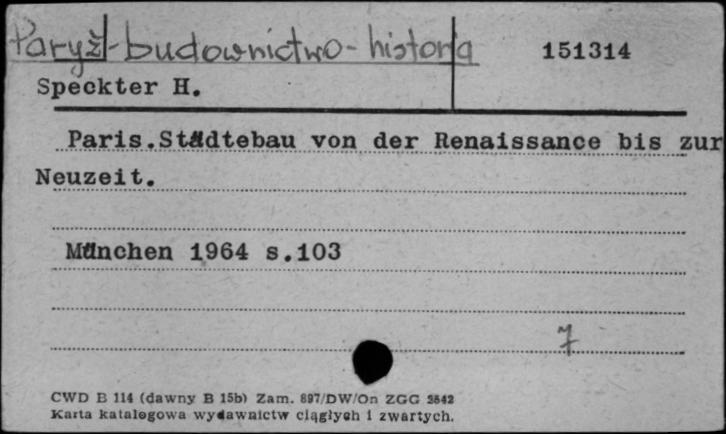 Paryż-budownictwo-historia
151314
Speckter H.
Paris.Städtebau von der Renaissance bis zur
Neuzeit.
München 1964 s.103
7
CWD B 114 (dawny B 15b) Zam. 897/DW/On ZGG 3542
Karta katalogowa wydawnictw ciągłych i zwartych.